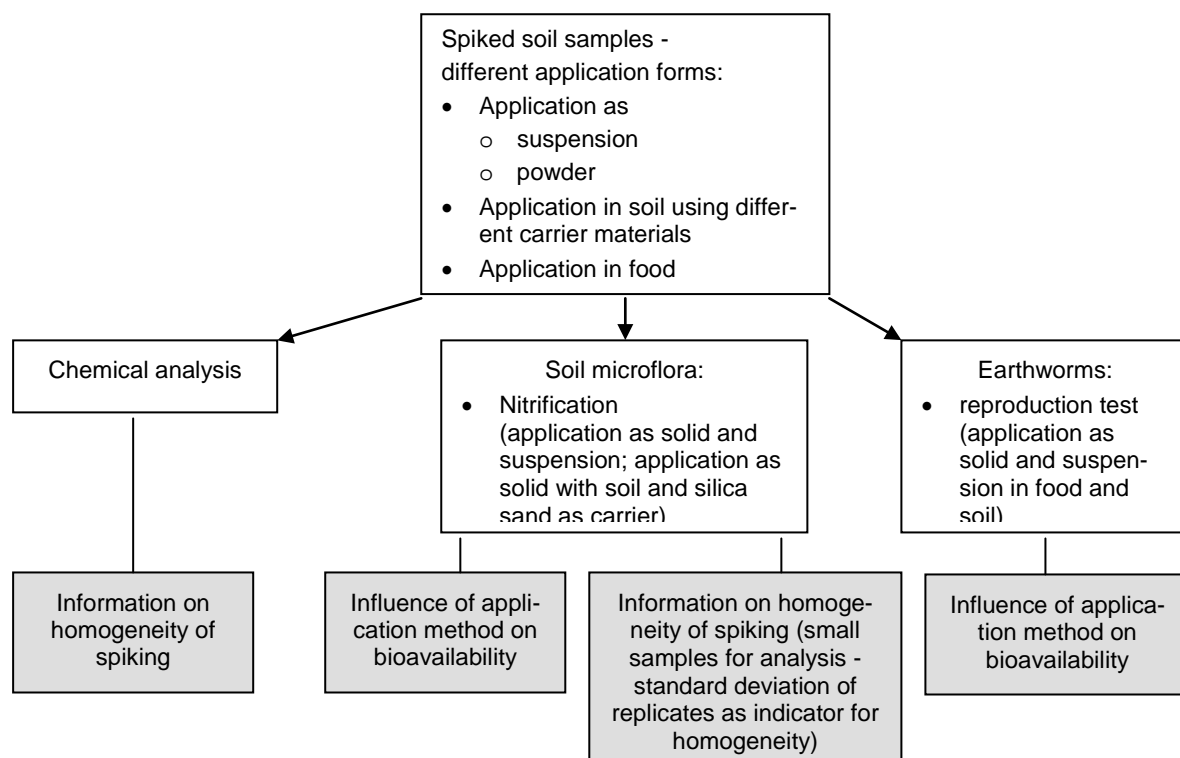 Spiked soil samples -
different application forms:
• Application as
o suspension
o powder
• Application in soil using differ-
ent carrier materials
• Application in food
Chemical analysis
Soil microflora:
• Nitrification
(application as solid and
suspension; application as
solid with soil and silica
sand as carrier)
Earthworms:
• reproduction test
(application as
solid and suspen-
sion in food and
soil)
Information on
homogeneity of
spiking
Influence of appli-
cation method on
bioavailability
Information on homoge-
neity of spiking (small
samples for analysis -
standard deviation of
replicates as indicator for
homogeneity)
Influence of applica-
tion method on
bioavailability